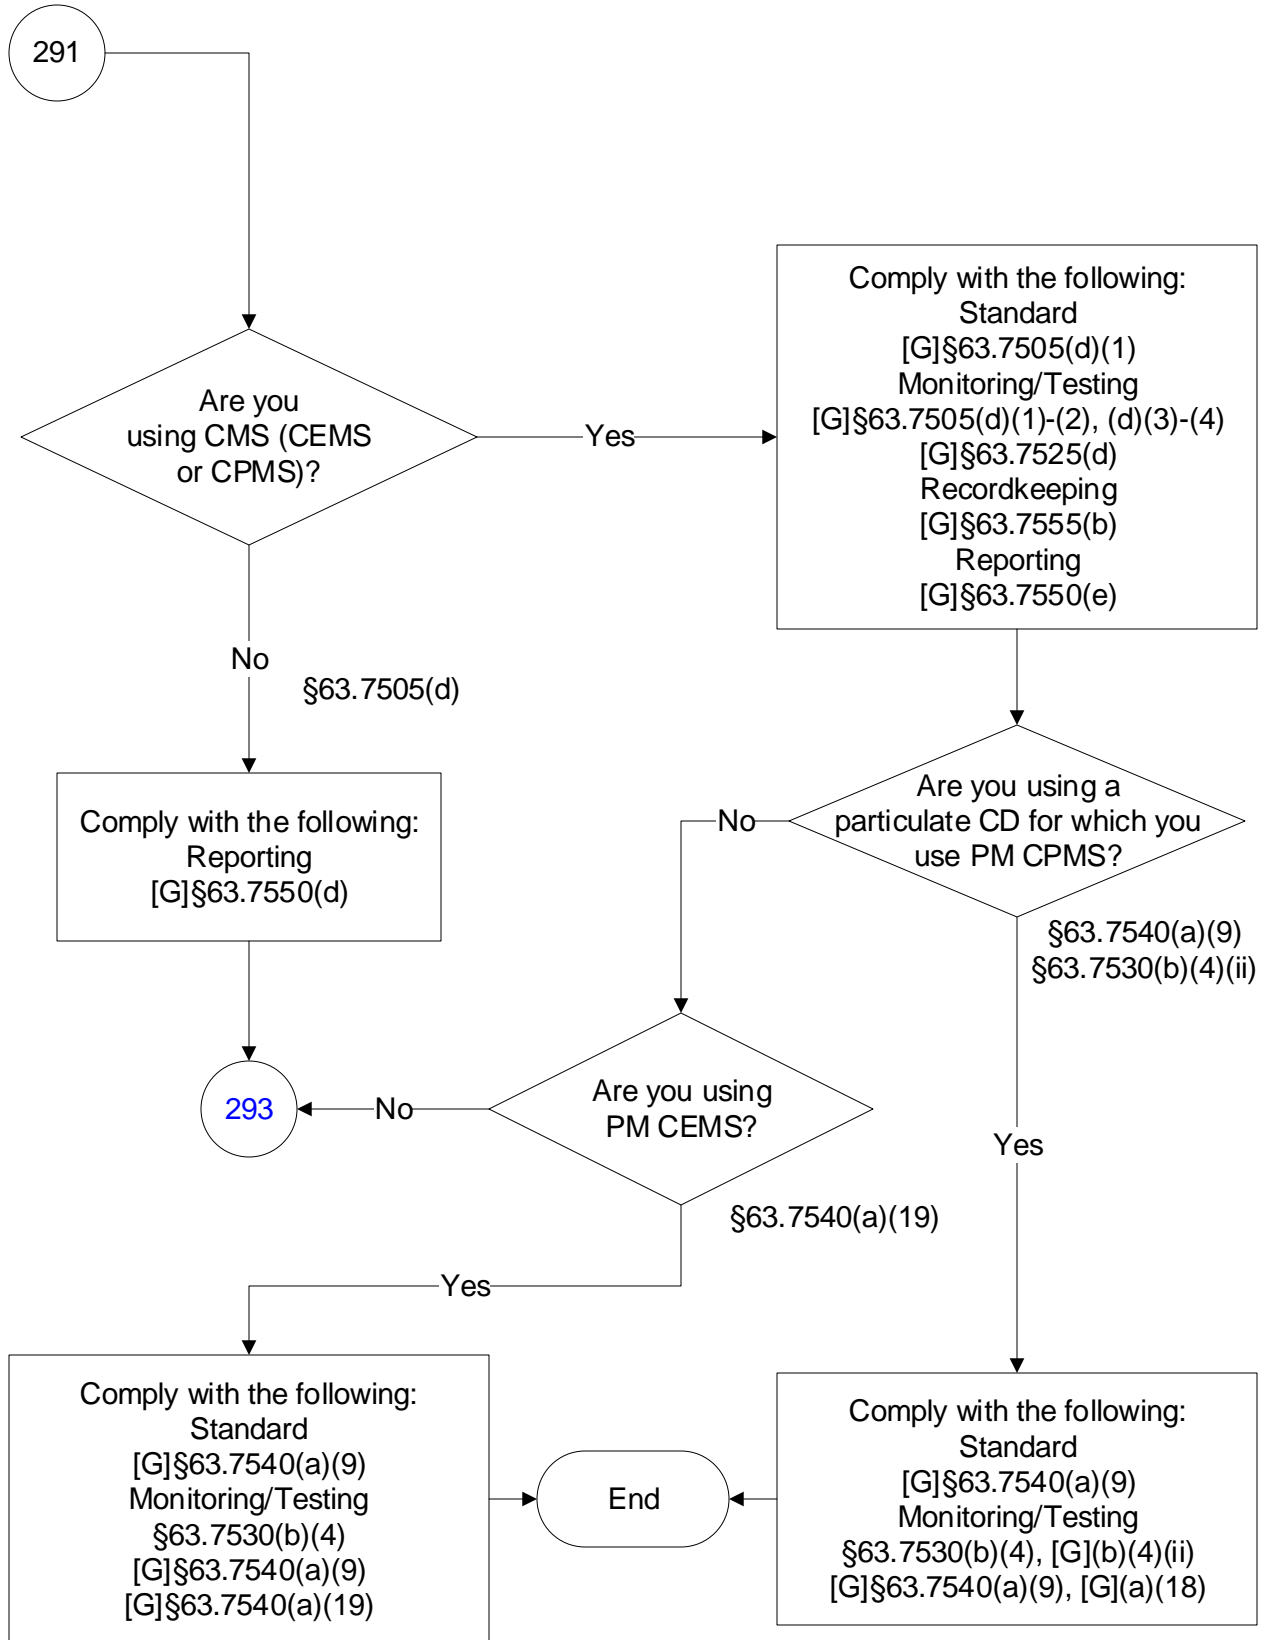 291
Are you
using CMS (CEMS
or CPMS)?
Yes
Comply with the following:
Standard
[G]§63.7505(d)(1)
Monitoring/Testing
[G]§63.7505(d)(1)-(2), (d)(3)-(4)
[G]§63.7525(d)
Recordkeeping
[G]§63.7555(b)
Reporting
[G]§63.7550(e)
No
§63.7505(d)
Comply with the following:
Reporting
[G]§63.7550(d)
Are you using a
particulate CD for which you
use PM CPMS?
No
§63.7540(a)(9)
§63.7530(b)(4)(ii)
293
No
Are you using
PM CEMS?
Yes
§63.7540(a)(19)
Yes
Comply with the following:
Standard
[G]§63.7540(a)(9)
Monitoring/Testing
§63.7530(b)(4)
[G]§63.7540(a)(9)
[G]§63.7540(a)(19)
End
Comply with the following:
Standard
[G]§63.7540(a)(9)
Monitoring/Testing
§63.7530(b)(4), [G](b)(4)(ii)
[G]§63.7540(a)(9), [G](a)(18)